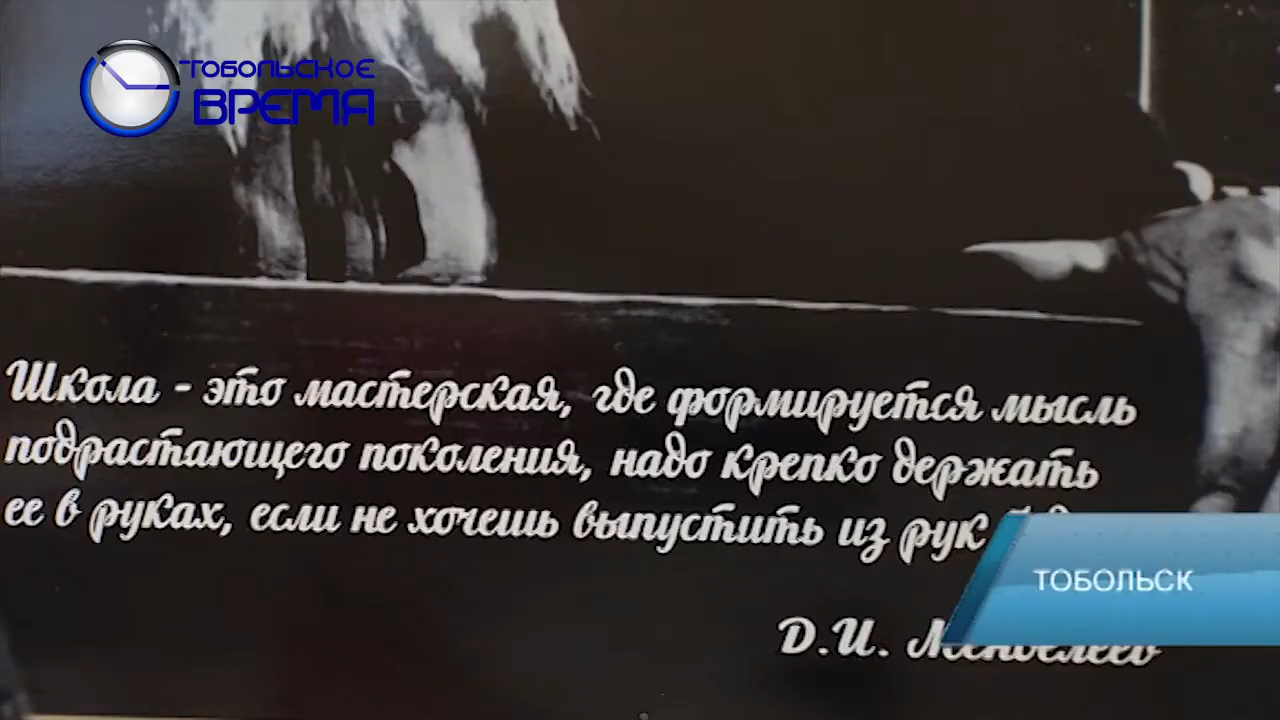 ТОБОЛЬСКОЕ
ВРЕМЯ
Школа - это мастерская, где формируется мысль
подрастающего поколения, надо крепко держать
ее в руках, если не хочешь выпустить из рук
ТОБОЛЬСК
Д.И. Менделеев